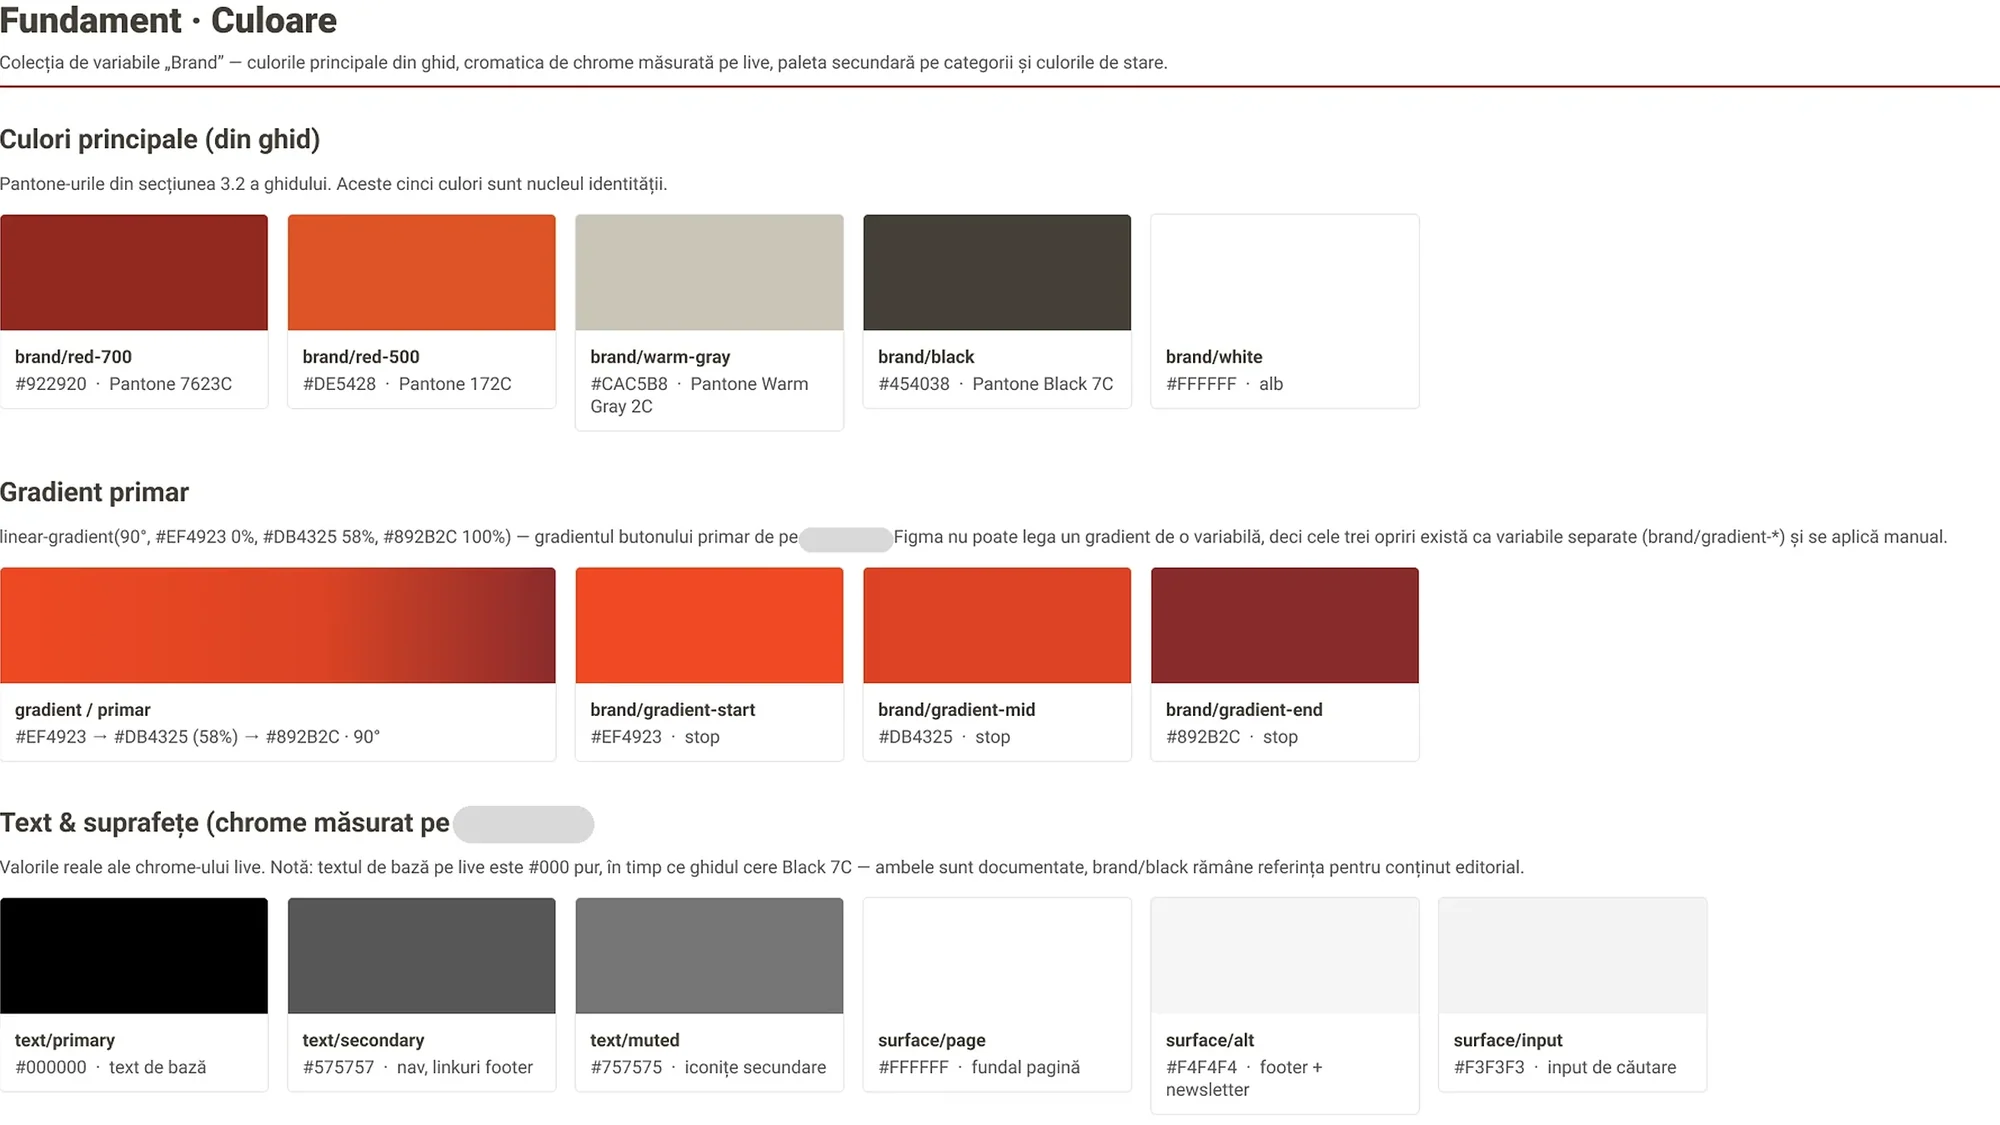 Fundament · Culoare
Colecția de variabile „Brand” — culorile principale din ghid, cromatica de chrome măsurată pe live, paleta secundară pe categorii și culorile de stare.
Culori principale (din ghid)
Pantone-urile din secțiunea 3.2 a ghidului. Aceste cinci culori sunt nucleul identității.
brand/red-700
#922920 · Pantone 7623C
brand/red-500
#DE5428 · Pantone 172C
brand/warm-gray
#CAC5B8 · Pantone Warm
Gray 2C
brand/black
#454038 · Pantone Black 7C
brand/white
#FFFFFF · alb
Gradient primar
linear-gradient(90°, #EF4923 0%, #DB4325 58%, #892B2C 100%) — gradientul butonului primar de pe Figma nu poate lega un gradient de o variabilă, deci cele trei opriri există ca variabile separate (brand/gradient-*) și se aplică manual.
gradient / primar
#EF4923 → #DB4325 (58%) → #892B2C · 90°
brand/gradient-start
#EF4923 · stop
brand/gradient-mid
#DB4325 · stop
brand/gradient-end
#892B2C · stop
Text & suprafețe (chrome măsurat pe
Valorile reale ale chrome-ului live. Notă: textul de bază pe live este #000 pur, în timp ce ghidul cere Black 7C — ambele sunt documentate, brand/black rămâne referința pentru conținut editorial.
text/primary
#000000 · text de bază
text/secondary
#575757 · nav, linkuri footer
text/muted
#757575 · iconițe secundare
surface/page
#FFFFFF · fundal pagină
surface/alt
#F4F4F4 · footer +
newsletter
surface/input
#F3F3F3 · input de căutare